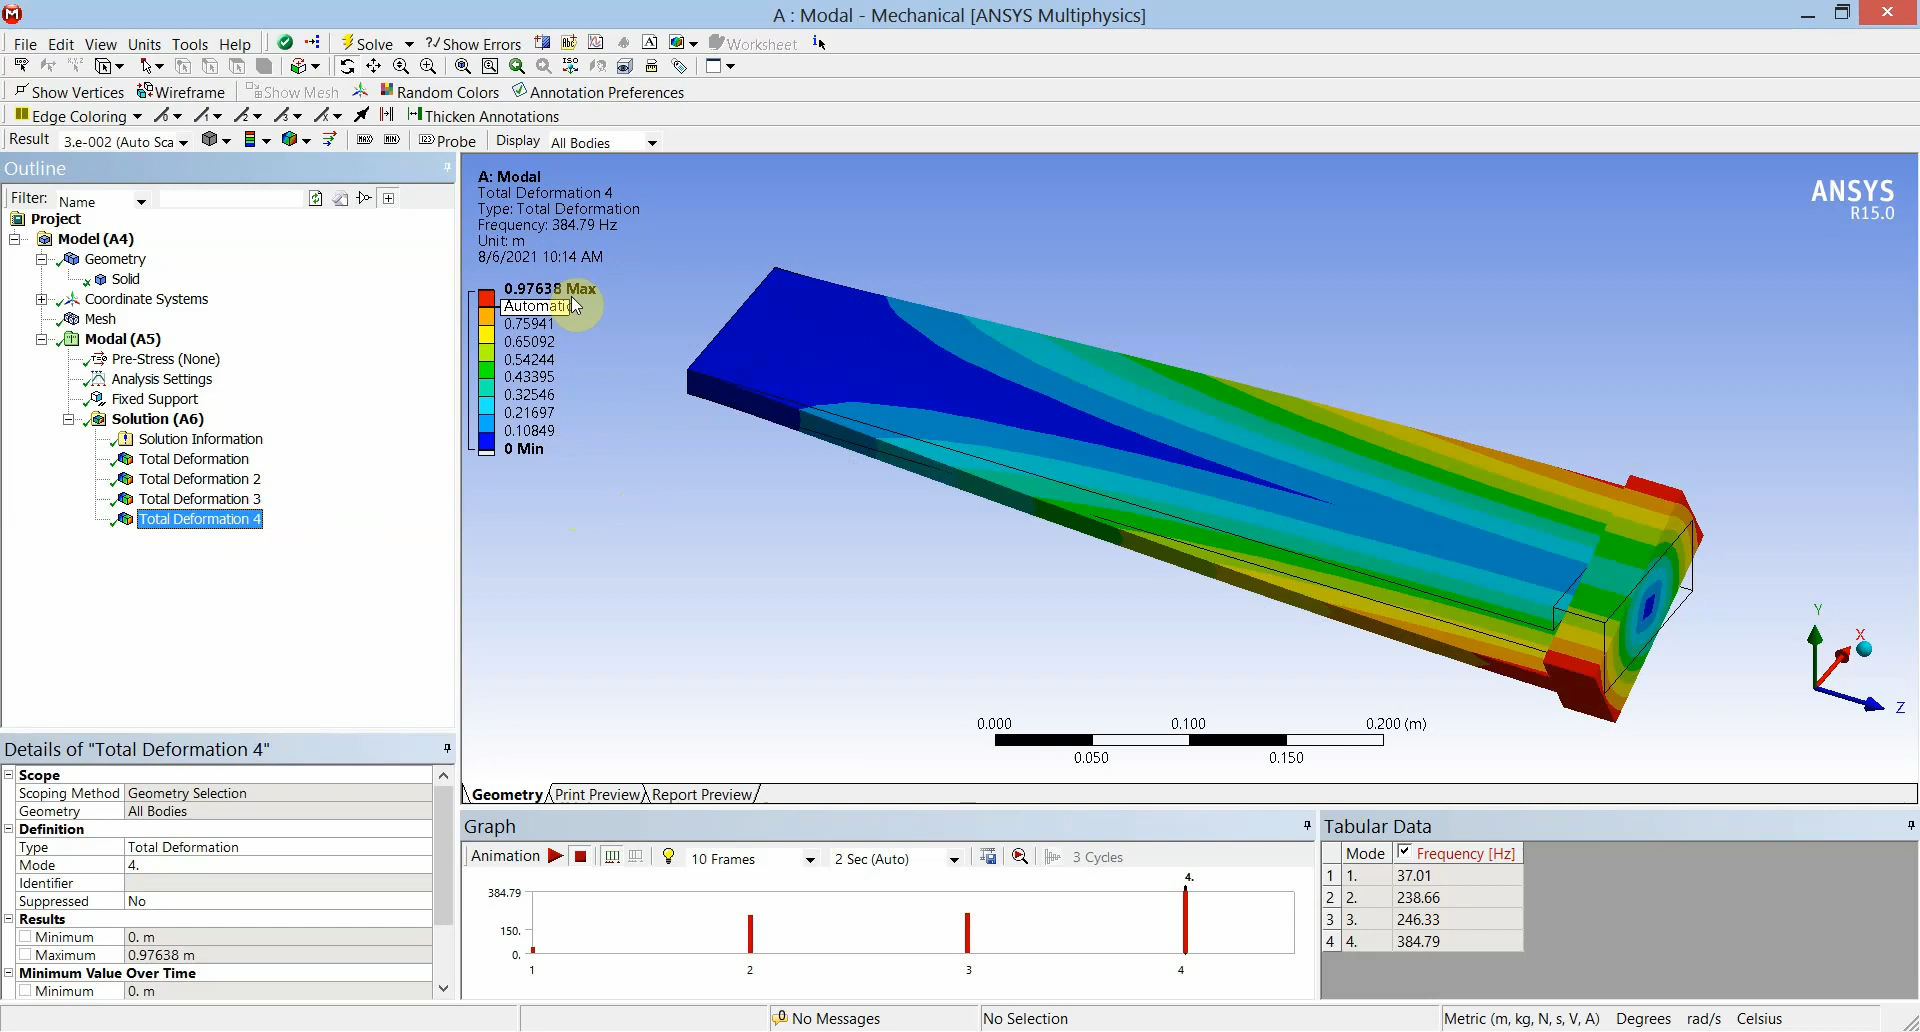 A : Modal - Mechanical [ANSYS Multiphysics]
File Edit View Units Tools Help Solve Show Errors Worksheet
Show Vertices Wireframe Show Mesh Random Colors Annotation Preferences
Edge Coloring Thicken Annotations
Result 3.e-002 (Auto Sca Probe Display All Bodies
Outline
Filter: Name
Project
Model (A4)
Geometry
Solid
Coordinate Systems
Mesh
Modal (A5)
Pre-Stress (None)
Analysis Settings
Fixed Support
Solution (A6)
Solution Information
Total Deformation
Total Deformation 2
Total Deformation 3
Total Deformation 4
A: Modal
Total Deformation 4
Type: Total Deformation
Frequency: 384.79 Hz
Unit: m
8/6/2021 10:14 AM
0.97638 Max
Automatic
0.75941
0.65092
0.54244
0.43395
0.32546
0.21697
0.10849
0 Min
ANSYS
R15.0
Y
X
Z
0.000 0.100 0.200 (m)
0.050 0.150
Geometry Print Preview Report Preview
Details of "Total Deformation 4"
Scope
Scoping Method Geometry Selection
Geometry All Bodies
Definition
Type Total Deformation
Mode 4.
Identifier
Suppressed No
Results
Minimum 0. m
Maximum 0.97638 m
Minimum Value Over Time
Minimum 0. m
Graph
Animation 10 Frames 2 Sec (Auto) 3 Cycles
4.
384.79
150.
0.
1 2 3 4
Tabular Data
Mode Frequency [Hz]
1 1. 37.01
2 2. 238.66
3 3. 246.33
4 4. 384.79
No Messages No Selection Metric (m, kg, N, s, V, A) Degrees rad/s Celsius